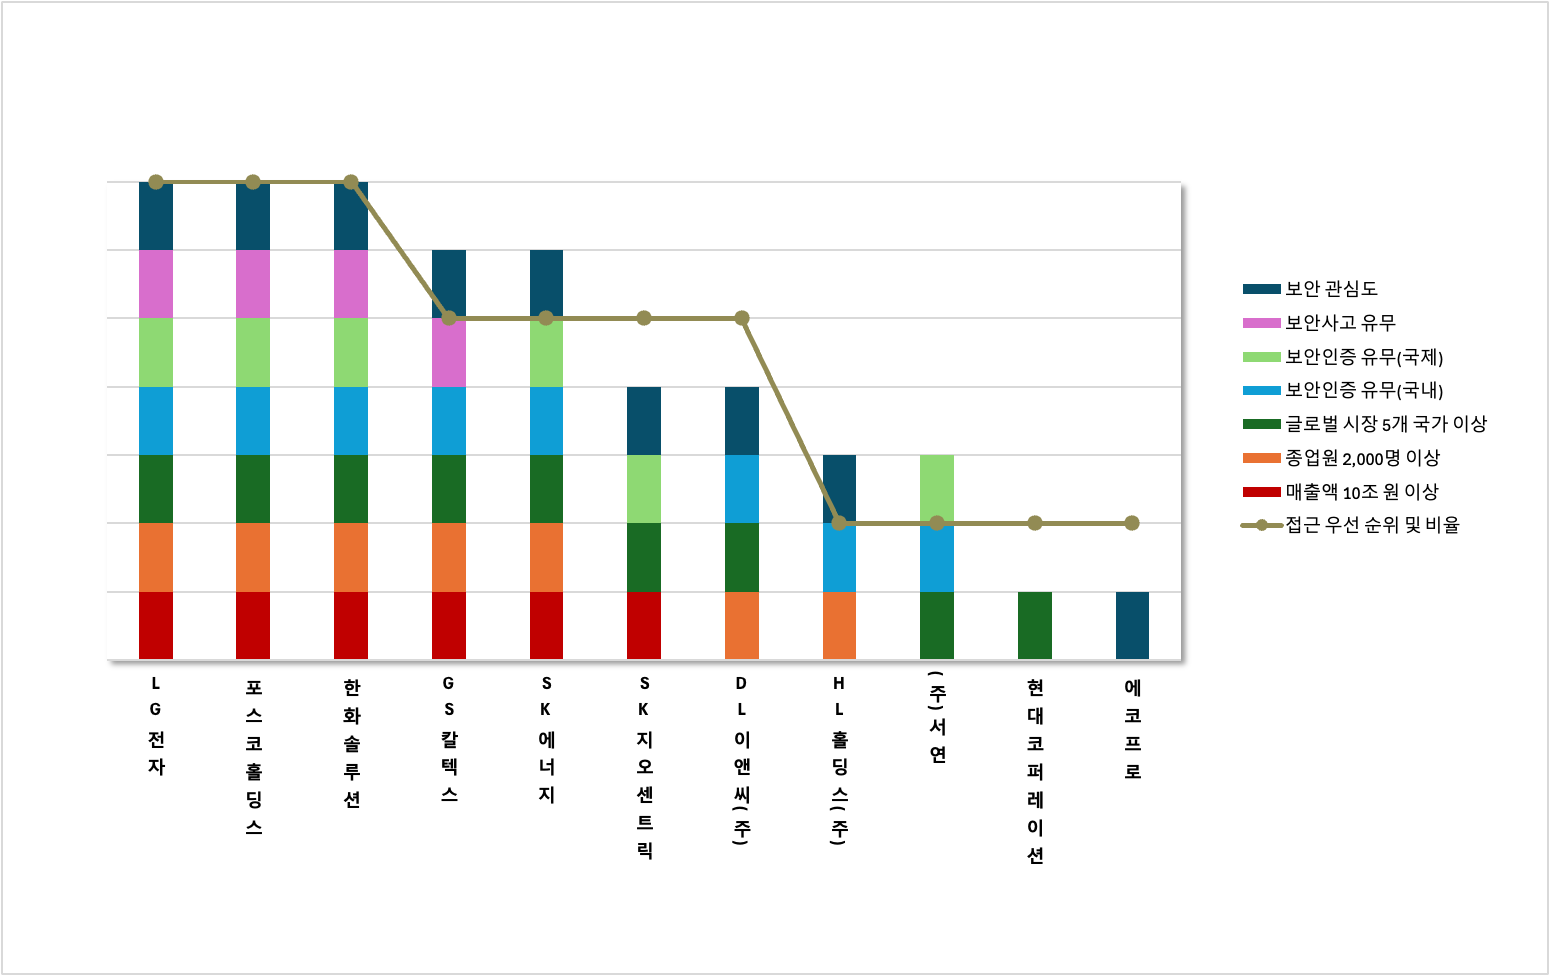 보안 관심도
보안사고 유무
보안인증 유무(국제)
보안인증 유무(국내)
글로벌 시장 5개 국가 이상
종업원 2,000명 이상
매출액 10조 원 이상
접근 우선 순위 및 비율
LG전자
포스코홀딩스
한화솔루션
GS칼텍스
SK에너지
SK지오센트릭
DL이앤씨(주)
HL홀딩스(주)
(주)서연
현대코퍼레이션
에코프로